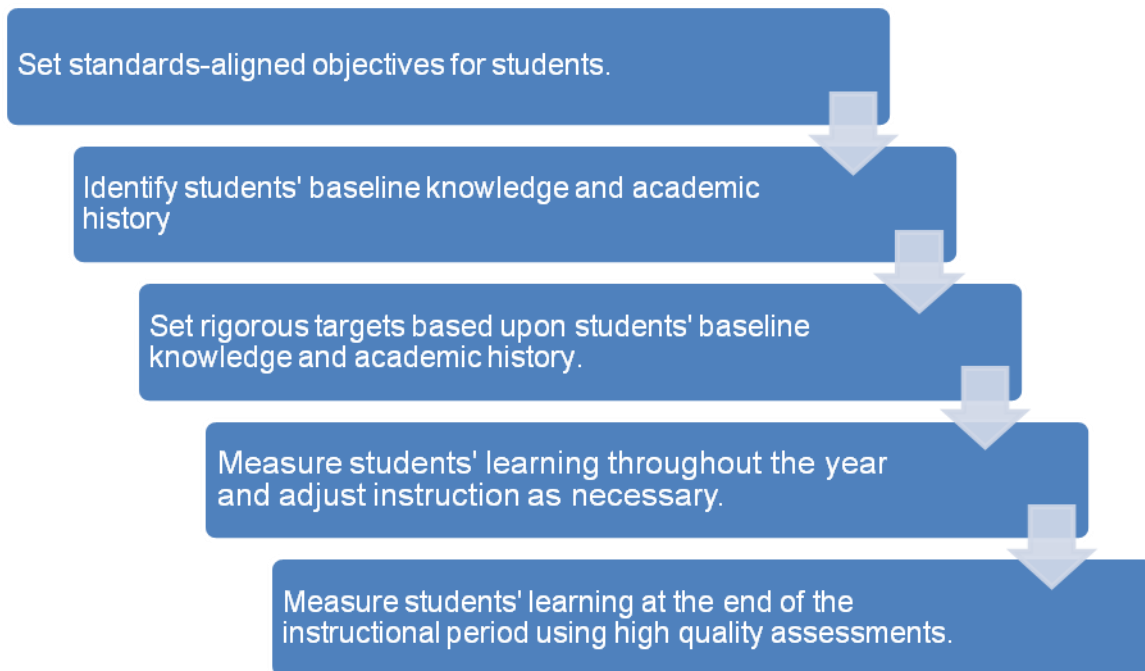 Set standards-aligned objectives for students.
Identify students' baseline knowledge and academic
history
Set rigorous targets based upon students' baseline
knowledge and academic history.
Measure students' learning throughout the year
and adjust instruction as necessary.
Measure students' learning at the end of the
instructional period using high quality assessments.